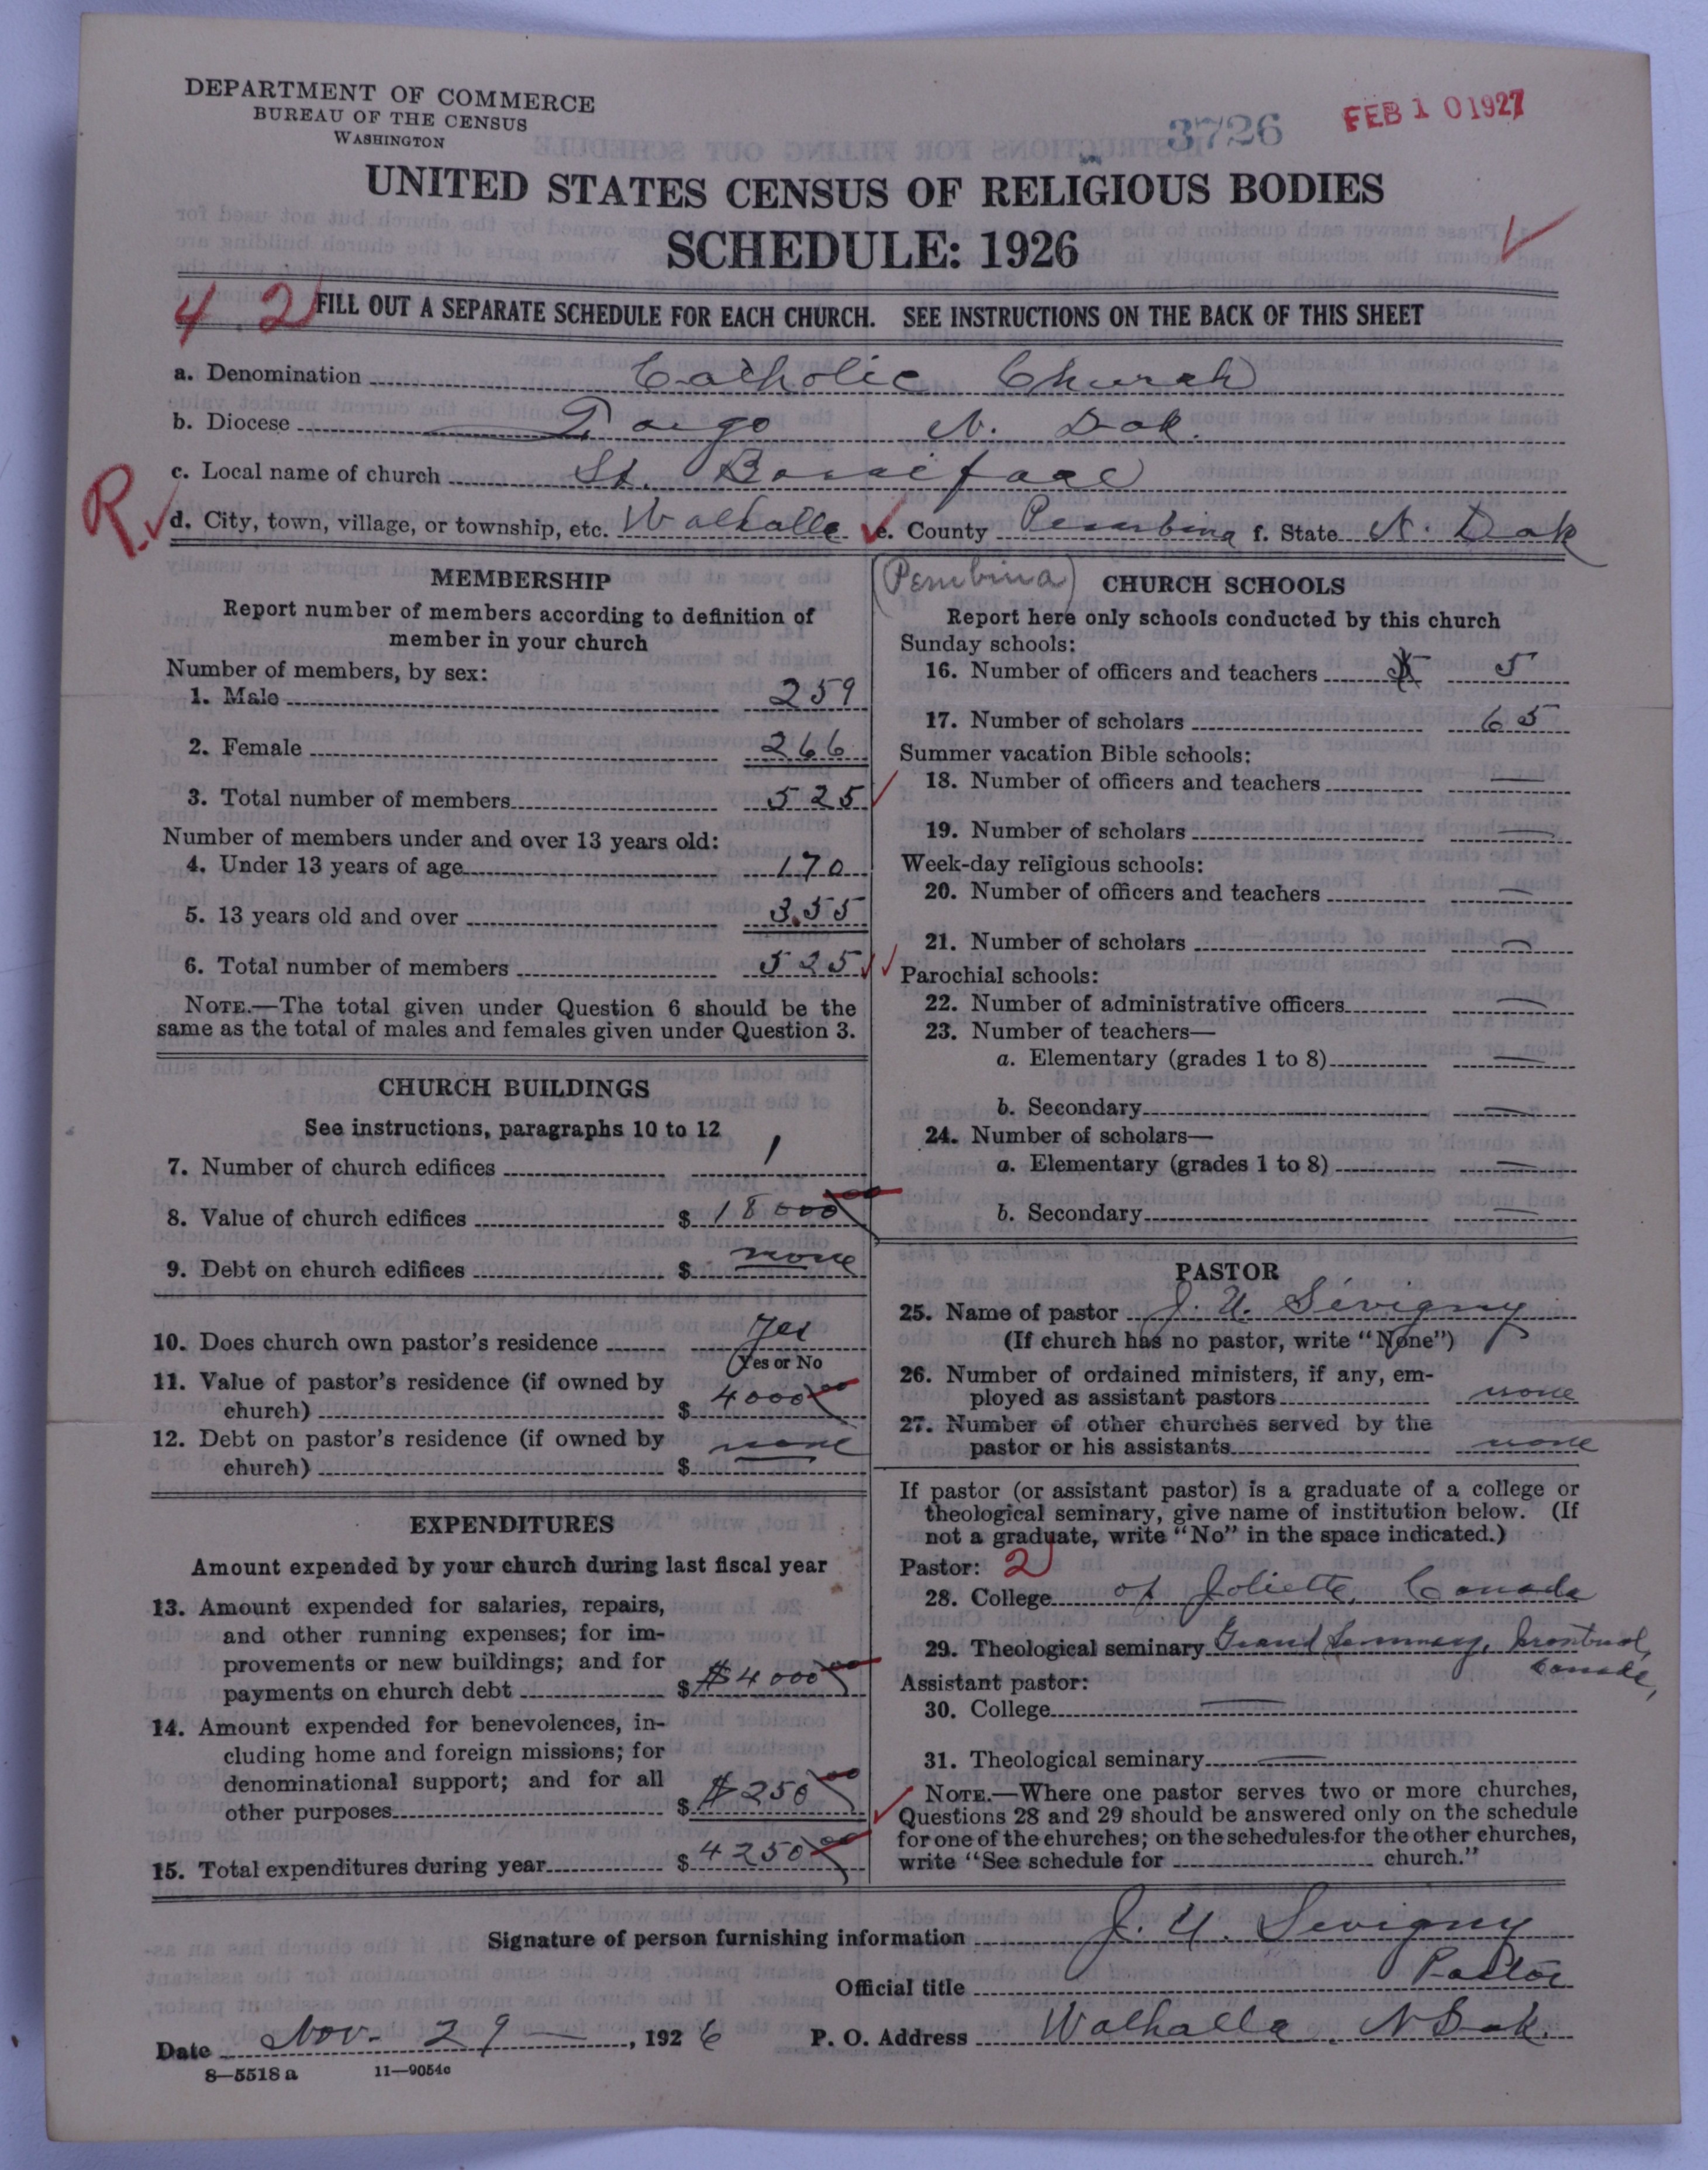 DEPARTMENT OF COMMERCE
BUREAU OF THE CENSUS
WASHINGTON
3726
FEB 10 1927
UNITED STATES CENSUS OF RELIGIOUS BODIES
SCHEDULE: 1926
4.2
FILL OUT A SEPARATE SCHEDULE FOR EACH CHURCH. SEE INSTRUCTIONS ON THE BACK OF THIS SHEET
a. Denomination Catholic Church
b. Diocese Fargo N. Dak.
c. Local name of church St. Boniface
R
d. City, town, village, or township, etc. Walhalla e. County Pembina f. State N. Dak
MEMBERSHIP
Report number of members according to definition of
member in your church
Number of members, by sex:
1. Male 259
2. Female 266
3. Total number of members 525
Number of members under and over 13 years old:
4. Under 13 years of age 170
5. 13 years old and over 355
6. Total number of members 525
NOTE.—The total given under Question 6 should be the
same as the total of males and females given under Question 3.
CHURCH BUILDINGS
See instructions, paragraphs 10 to 12
7. Number of church edifices 1
8. Value of church edifices $ 18000 00
9. Debt on church edifices $ none
10. Does church own pastor's residence Yes
Yes or No
11. Value of pastor's residence (if owned by
church) $ 4000 00
12. Debt on pastor's residence (if owned by
church) $ none
EXPENDITURES
Amount expended by your church during last fiscal year
13. Amount expended for salaries, repairs,
and other running expenses; for im-
provements or new buildings; and for
payments on church debt $ $4000 00
14. Amount expended for benevolences, in-
cluding home and foreign missions; for
denominational support; and for all
other purposes $ $250 00
15. Total expenditures during year $ 4250 00
(Pembina)
CHURCH SCHOOLS
Report here only schools conducted by this church
Sunday schools:
16. Number of officers and teachers 5
17. Number of scholars 65
Summer vacation Bible schools:
18. Number of officers and teachers —
19. Number of scholars —
Week-day religious schools:
20. Number of officers and teachers —
21. Number of scholars —
Parochial schools:
22. Number of administrative officers —
23. Number of teachers—
a. Elementary (grades 1 to 8) —
b. Secondary —
24. Number of scholars—
a. Elementary (grades 1 to 8) —
b. Secondary —
PASTOR
25. Name of pastor J. U. Sevigny
(If church has no pastor, write "None")
26. Number of ordained ministers, if any, em-
ployed as assistant pastors none
27. Number of other churches served by the
pastor or his assistants none
If pastor (or assistant pastor) is a graduate of a college or
theological seminary, give name of institution below. (If
not a graduate, write "No" in the space indicated.)
Pastor: 2
28. College of Joliette, Canada
29. Theological seminary Grand Seminary, Montreal,
Canada,
Assistant pastor:
30. College —
31. Theological seminary —
NOTE.—Where one pastor serves two or more churches,
Questions 28 and 29 should be answered only on the schedule
for one of the churches; on the schedules for the other churches,
write "See schedule for church."
Signature of person furnishing information J. U. Sevigny
Official title Pastor
Date Nov. 29 —, 1926 P. O. Address Walhalla, N Dak.
8—5518 a 11—9054c